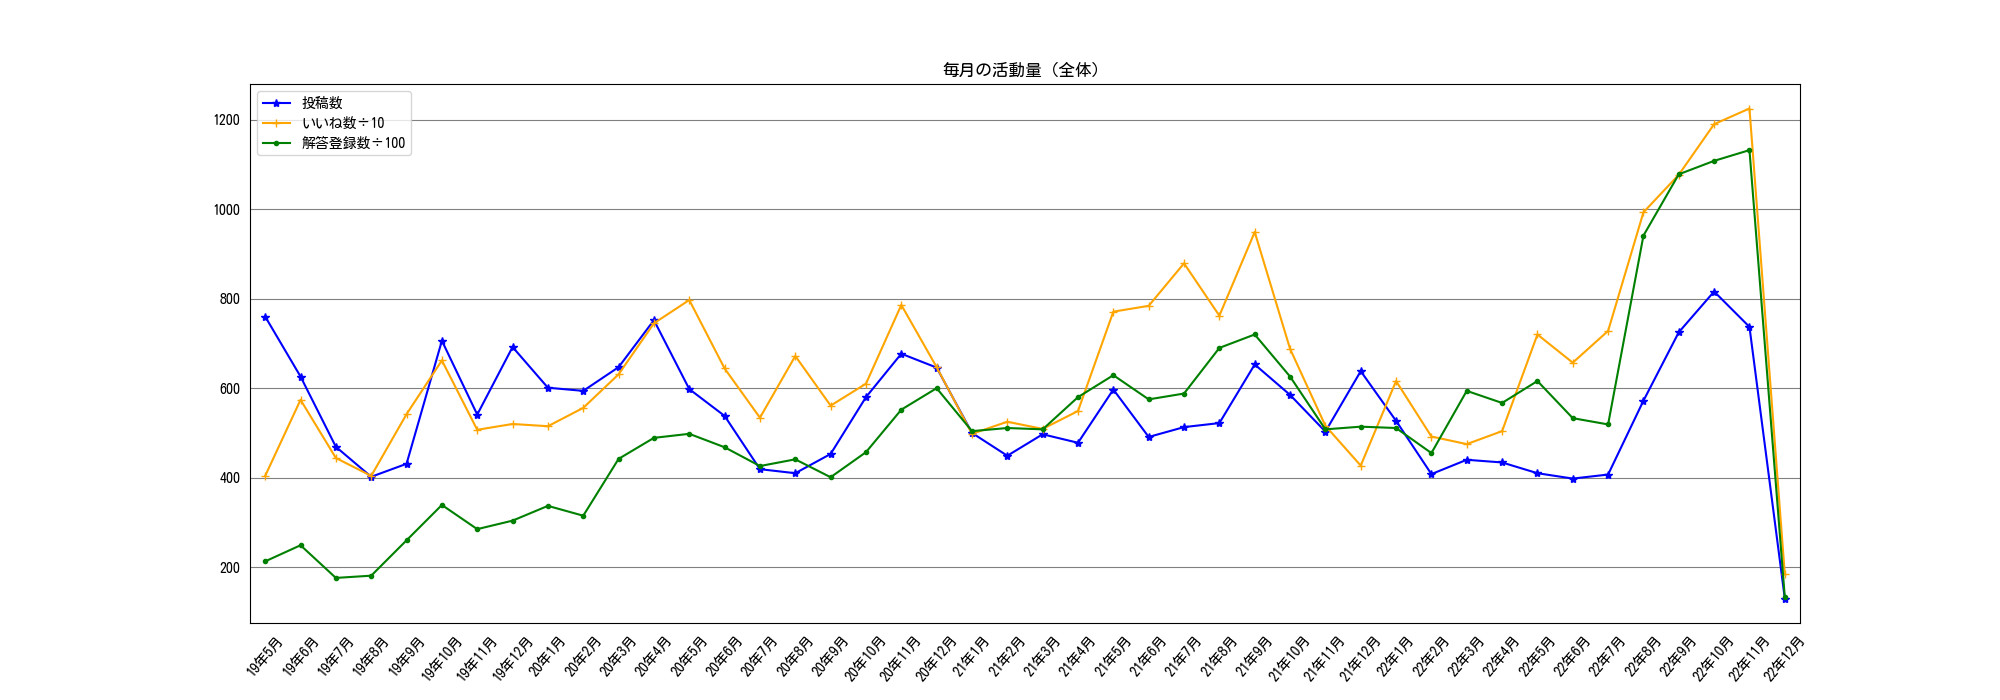 毎月の活動量（全体）
投稿数
いいね数÷10
解答登録数÷100
1200
1000
800
600
400
200
19年5月
19年6月
19年7月
19年8月
19年9月
19年10月
19年11月
19年12月
20年1月
20年2月
20年3月
20年4月
20年5月
20年6月
20年7月
20年8月
20年9月
20年10月
20年11月
20年12月
21年1月
21年2月
21年3月
21年4月
21年5月
21年6月
21年7月
21年8月
21年9月
21年10月
21年11月
21年12月
22年1月
22年2月
22年3月
22年4月
22年5月
22年6月
22年7月
22年8月
22年9月
22年10月
22年11月
22年12月